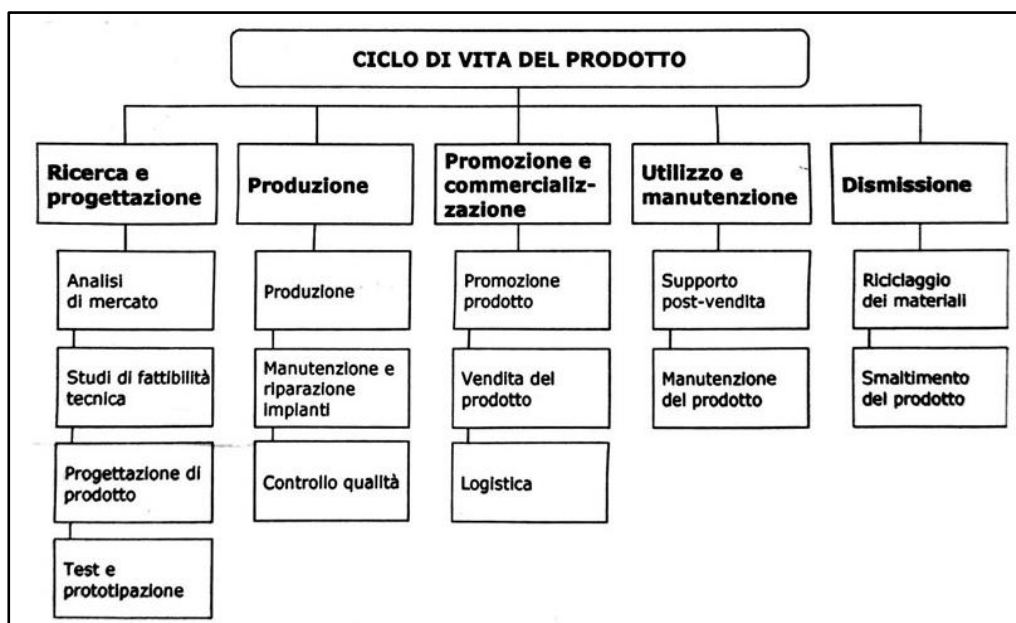 CICLO DI VITA DEL PRODOTTO
Ricerca e
progettazione
Analisi
di mercato
Studi di fattibilità
tecnica
Progettazione di
prodotto
Test e
prototipazione
Produzione
Produzione
Manutenzione e
riparazione
impianti
Controllo qualità
Promozione e
commercializ-
zazione
Promozione
prodotto
Vendita del
prodotto
Logistica
Utilizzo e
manutenzione
Supporto
post-vendita
Manutenzione
del prodotto
Dismissione
Riciclaggio
dei materiali
Smaltimento
del prodotto